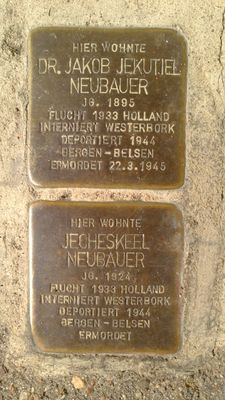 HIER WOHNTE
DR. JAKOB JEKUTIEL
NEUBAUER
JG. 1895
FLUCHT 1933 HOLLAND
INTERNIERT WESTERBORK
DEPORTIERT 1944
BERGEN-BELSEN
ERMORDET 22.3.1945
HIER WOHNTE
JECHESKEEL
NEUBAUER
JG. 1924
FLUCHT 1933 HOLLAND
INTERNIERT WESTERBORK
DEPORTIERT 1944
BERGEN-BELSEN
ERMORDET